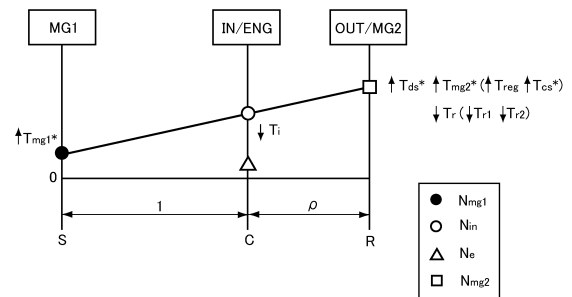 MG1 IN/ENG OUT/MG2
↑Tds* ↑Tmg2* (↑Treg ↑Tcs*)
↓Tr (↓Tr1 ↓Tr2)
↑Tmg1*
↓Ti
0
1 ρ
S C R
Nmg1
Nin
Ne
Nmg2